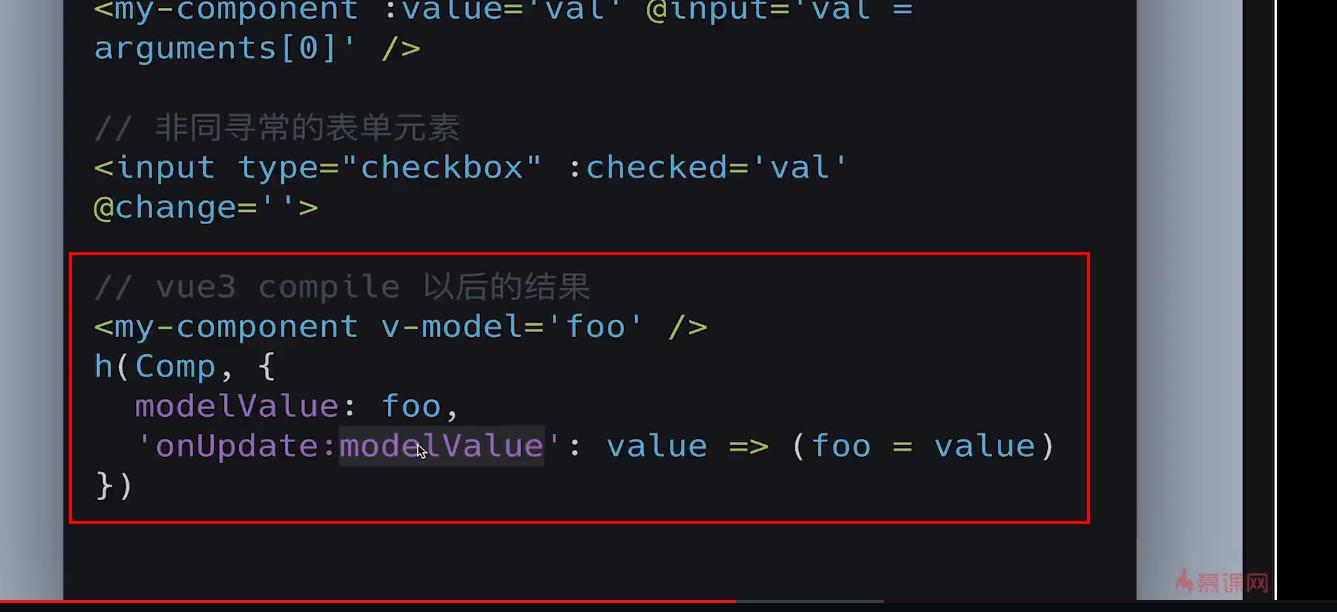 <my-component :value='val' @input='val =
arguments[0]' />
// 非同寻常的表单元素
<input type="checkbox" :checked='val'
@change=''>
// vue3 compile 以后的结果
<my-component v-model='foo' />
h(Comp, {
  modelValue: foo,
  'onUpdate:modelValue': value => (foo = value)
})
慕课网